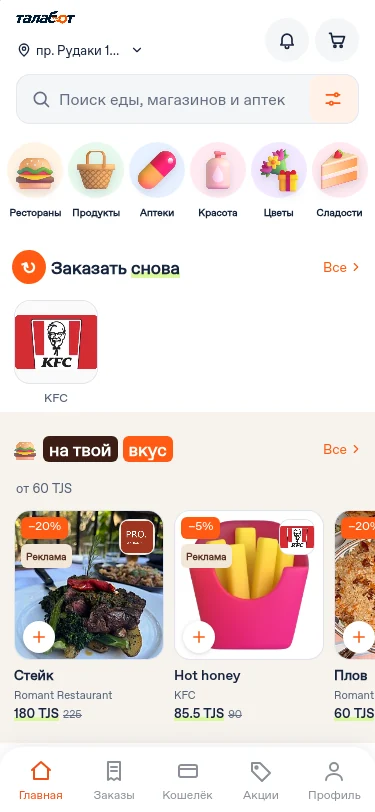 талабот
пр. Рудаки 1...
Поиск еды, магазинов и аптек
Рестораны
Продукты
Аптеки
Красота
Цветы
Сладости
Заказать снова
Все
KFC
KFC
на твой вкус
Все
от 60 TJS
−20%
PRO.
Реклама
−5%
KFC
Реклама
−20%
Стейк
Romant Restaurant
180 TJS 225
Hot honey
KFC
85.5 TJS 90
Плов
Romant
60 TJS
Главная
Заказы
Кошелёк
Акции
Профиль